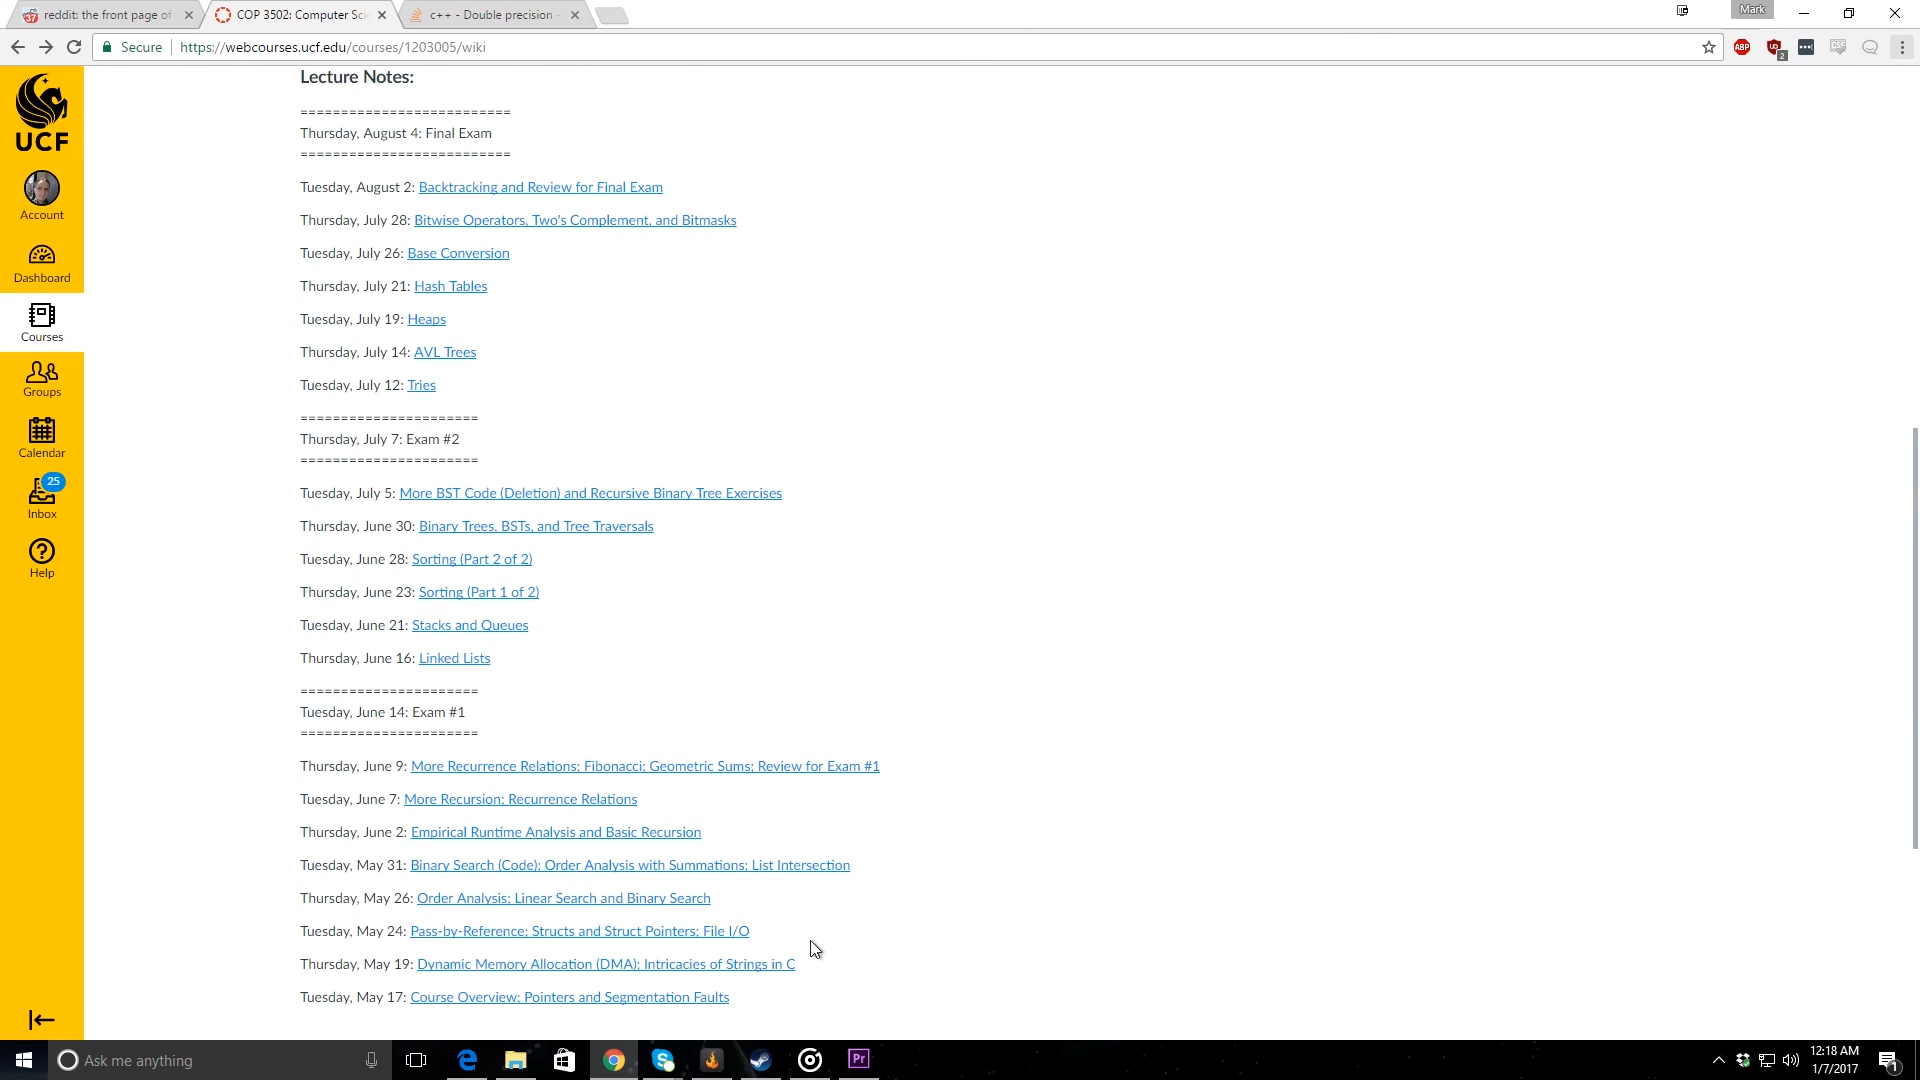 reddit: the front page of
COP 3502: Computer Sci
c++ - Double precision -
Mark
Secure
https://webcourses.ucf.edu/courses/1203005/wiki
ABP
2
UCF
Account
Dashboard
Courses
Groups
Calendar
25
Inbox
Help
Lecture Notes:
==========================
Thursday, August 4: Final Exam
==========================
Tuesday, August 2: Backtracking and Review for Final Exam
Thursday, July 28: Bitwise Operators, Two's Complement, and Bitmasks
Tuesday, July 26: Base Conversion
Thursday, July 21: Hash Tables
Tuesday, July 19: Heaps
Thursday, July 14: AVL Trees
Tuesday, July 12: Tries
======================
Thursday, July 7: Exam #2
======================
Tuesday, July 5: More BST Code (Deletion) and Recursive Binary Tree Exercises
Thursday, June 30: Binary Trees, BSTs, and Tree Traversals
Tuesday, June 28: Sorting (Part 2 of 2)
Thursday, June 23: Sorting (Part 1 of 2)
Tuesday, June 21: Stacks and Queues
Thursday, June 16: Linked Lists
======================
Tuesday, June 14: Exam #1
======================
Thursday, June 9: More Recurrence Relations; Fibonacci; Geometric Sums; Review for Exam #1
Tuesday, June 7: More Recursion; Recurrence Relations
Thursday, June 2: Empirical Runtime Analysis and Basic Recursion
Tuesday, May 31: Binary Search (Code); Order Analysis with Summations; List Intersection
Thursday, May 26: Order Analysis; Linear Search and Binary Search
Tuesday, May 24: Pass-by-Reference; Structs and Struct Pointers; File I/O
Thursday, May 19: Dynamic Memory Allocation (DMA); Intricacies of Strings in C
Tuesday, May 17: Course Overview; Pointers and Segmentation Faults
Ask me anything
Pr
12:18 AM
1/7/2017
1